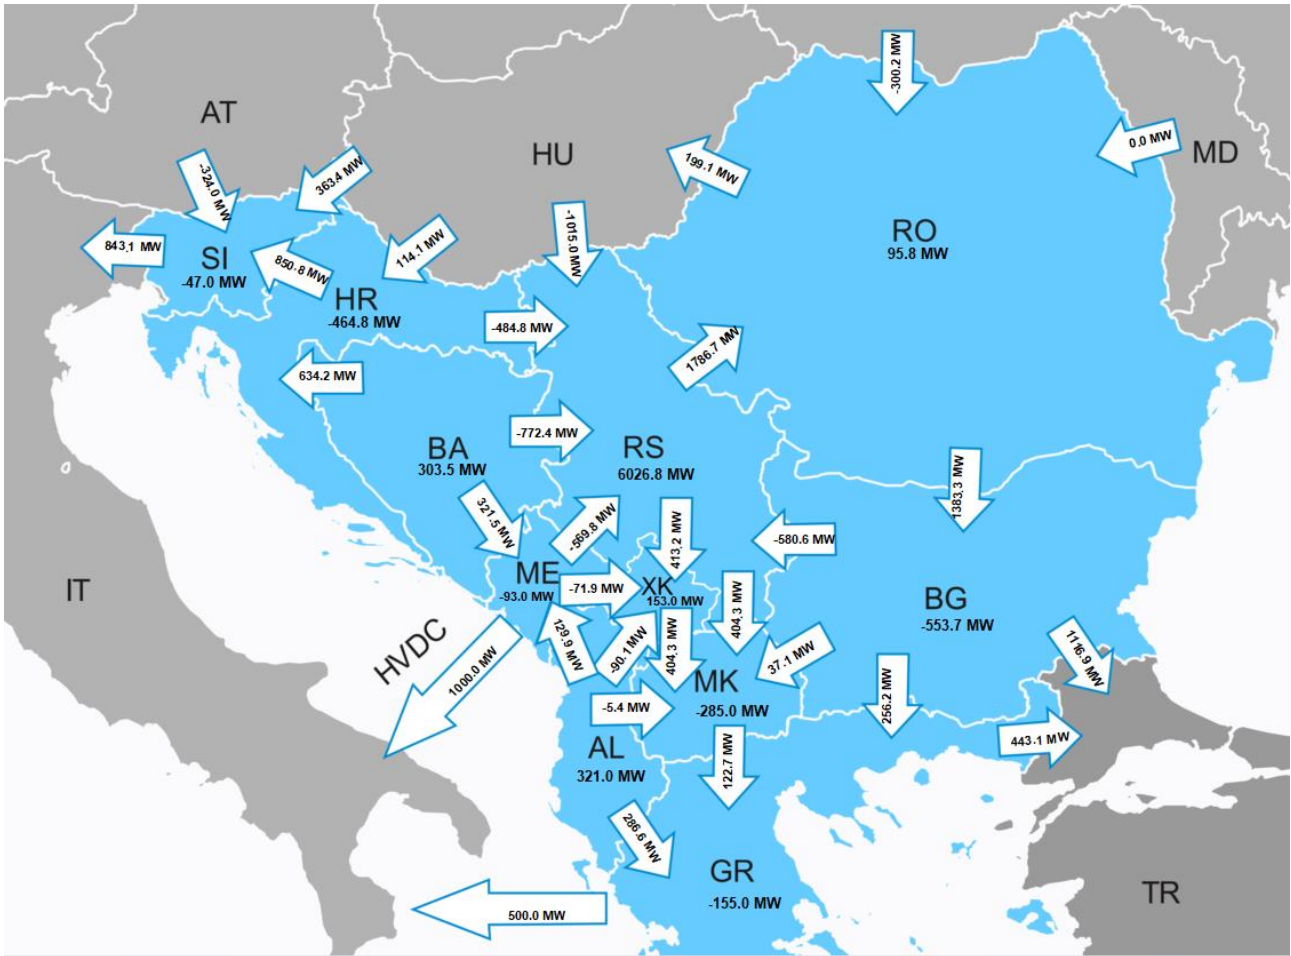 -300.2 MW
AT
HU
0.0 MW
MD
199.1 MW
363.4 MW
-324.0 MW
-1015.0 MW
RO
95.8 MW
114.1 MW
843.1 MW
SI
-47.0 MW
850.8 MW
HR
-464.8 MW
-484.8 MW
1786.7 MW
634.2 MW
-772.4 MW
BA
303.5 MW
RS
6026.8 MW
1383.3 MW
321.5 MW
-569.8 MW
413.2 MW
-580.6 MW
IT
ME
-93.0 MW
-71.9 MW
XK
153.0 MW
404.3 MW
BG
-553.7 MW
HVDC
1000.0 MW
129.9 MW
-90.1 MW
404.3 MW
37.1 MW
1116.9 MW
MK
-285.0 MW
-5.4 MW
256.2 MW
443.1 MW
AL
321.0 MW
122.7 MW
286.6 MW
GR
-155.0 MW
TR
500.0 MW